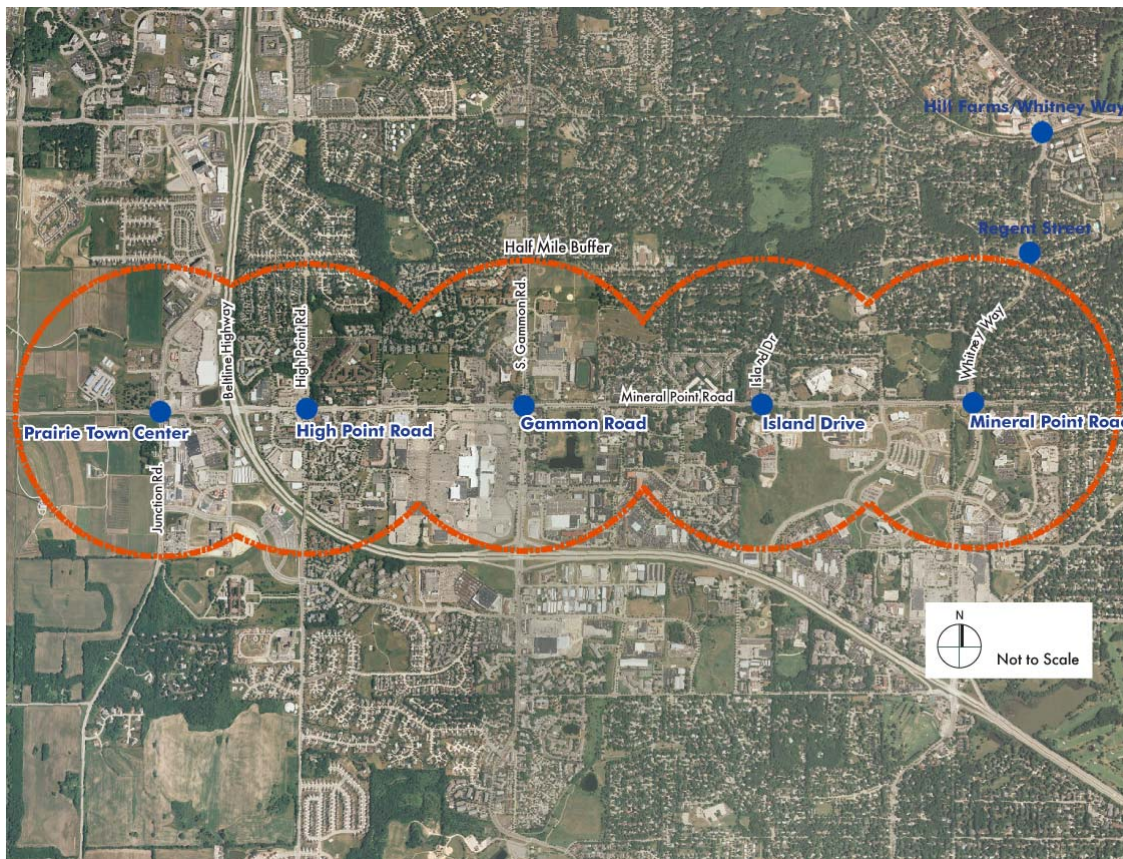 Hill Farms/Whitney Way
Regent Street
Half Mile Buffer
Beltline Highway
High Point Rd.
S. Gammon Rd.
Island Dr
Whitney Way
Mineral Point Road
Prairie Town Center
High Point Road
Gammon Road
Island Drive
Mineral Point Road
Junction Rd.
N
Not to Scale